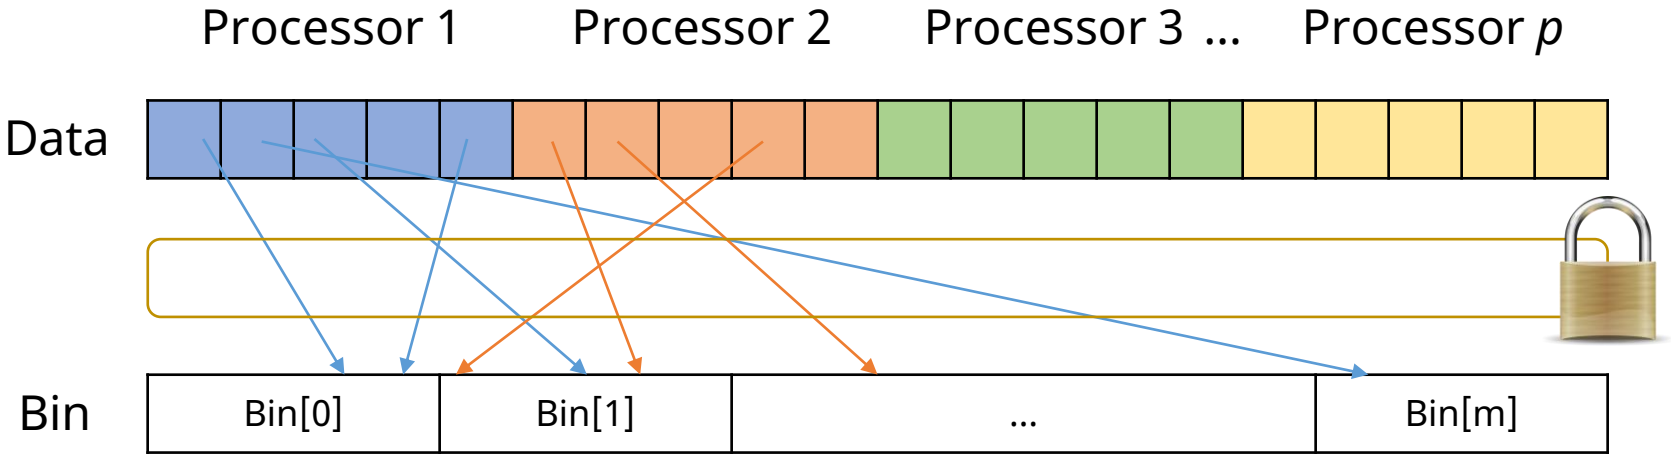 Processor 1 Processor 2 Processor 3 ... Processor p
Data
Bin Bin[0] Bin[1] ... Bin[m]